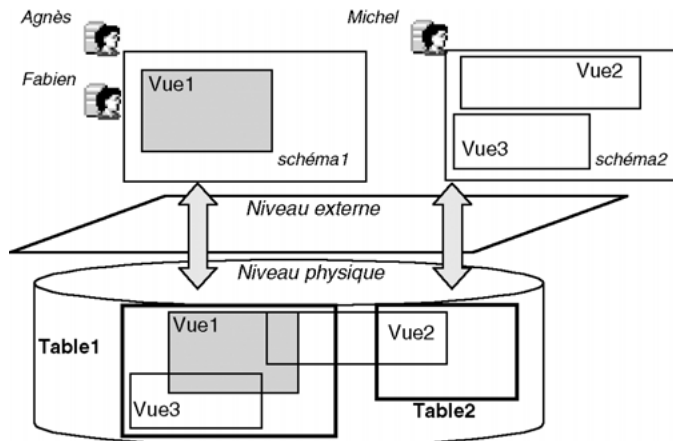 Agnès
Michel
Fabien
Vue1
schéma1
Vue2
Vue3
schéma2
Niveau externe
Niveau physique
Table1
Vue1
Vue2
Vue3
Table2